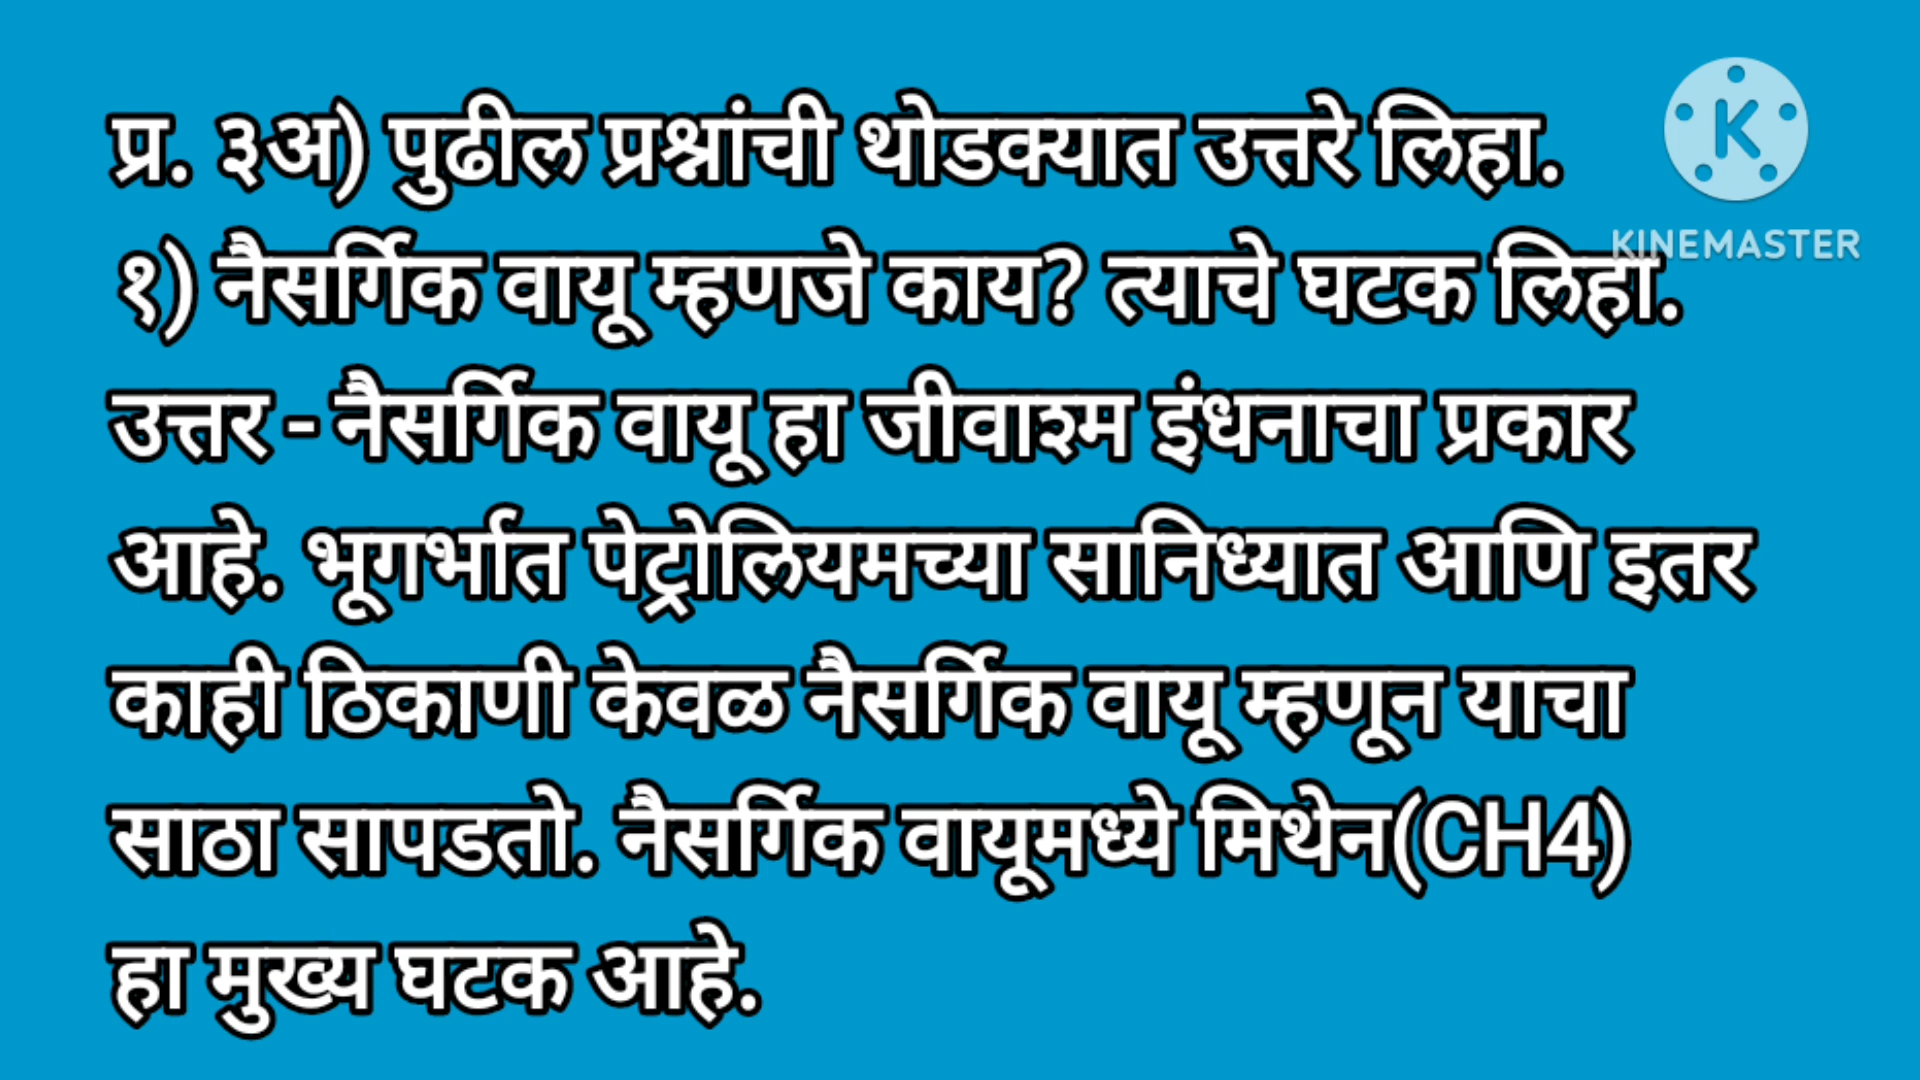 प्र. ३अ) पुढील प्रश्नांची थोडक्यात उत्तरे लिहा.
K
KINEMASTER
१) नैसर्गिक वायू म्हणजे काय? त्याचे घटक लिहा.
उत्तर - नैसर्गिक वायू हा जीवाश्म इंधनाचा प्रकार
आहे. भूगर्भात पेट्रोलियमच्या सानिध्यात आणि इतर
काही ठिकाणी केवळ नैसर्गिक वायू म्हणून याचा
साठा सापडतो. नैसर्गिक वायूमध्ये मिथेन(CH4)
हा मुख्य घटक आहे.